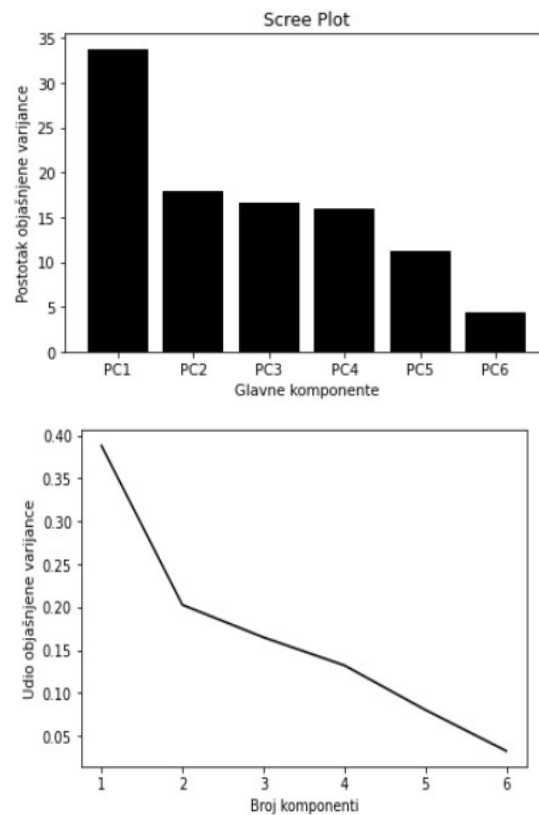 Scree Plot
Postotak objašnjene varijance
35
30
25
20
15
10
5
0
PC1 PC2 PC3 PC4 PC5 PC6
Glavne komponente
Udio objašnjene varijance
0.40
0.35
0.30
0.25
0.20
0.15
0.10
0.05
1 2 3 4 5 6
Broj komponenti